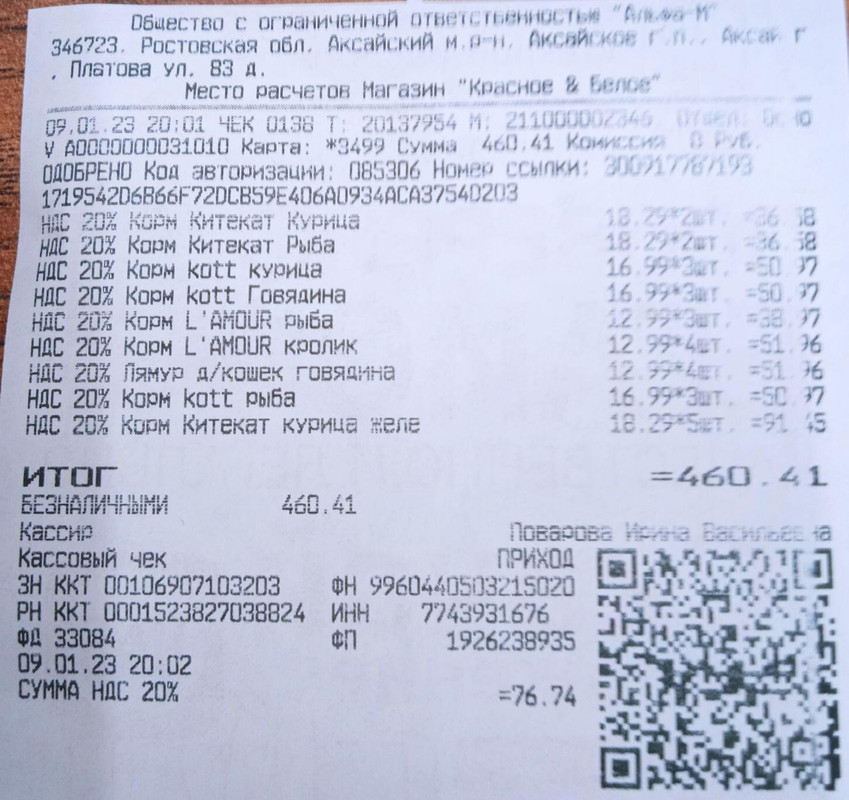 Общество с ограниченной ответственностью "Альфа-М"
346723, Ростовская обл, Аксайский м.р-н, Аксайское г.п., Аксай г
, Платова ул, 83 д.
Место расчетов Магазин "Красное & Белое"
09.01.23 20:01 ЧЕК 0138 Т: 20137954 М: 211000002346 Отдел: Осно
V A0000000031010 Карта: *3499 Сумма 460.41 Комиссия 0 Руб.
ОДОБРЕНО Код авторизации: 085306 Номер ссылки: 300917787193
1719542D6B66F72DCB59E406A0934ACA37540203
НДС 20% Корм Китекат Курица 18.29*2шт. =36.58
НДС 20% Корм Китекат Рыба 18.29*2шт. =36.58
НДС 20% Корм kott курица 16.99*3шт. =50.97
НДС 20% Корм kott Говядина 16.99*3шт. =50.97
НДС 20% Корм L'AMOUR рыба 12.99*3шт. =38.97
НДС 20% Корм L'AMOUR кролик 12.99*4шт. =51.96
НДС 20% Лямур д/кошек говядина 12.99*4шт. =51.96
НДС 20% Корм kott рыба 16.99*3шт. =50.97
НДС 20% Корм Китекат курица желе 18.29*5шт. =91.45
ИТОГ =460.41
БЕЗНАЛИЧНЫМИ 460.41
Кассир Поварова Ирина Васильевна
Кассовый чек ПРИХОД
ЗН ККТ 00106907103203 ФН 9960440503215020
РН ККТ 0001523827038824 ИНН 7743931676
ФД 33084 ФП 1926238935
09.01.23 20:02
СУММА НДС 20% =76.74